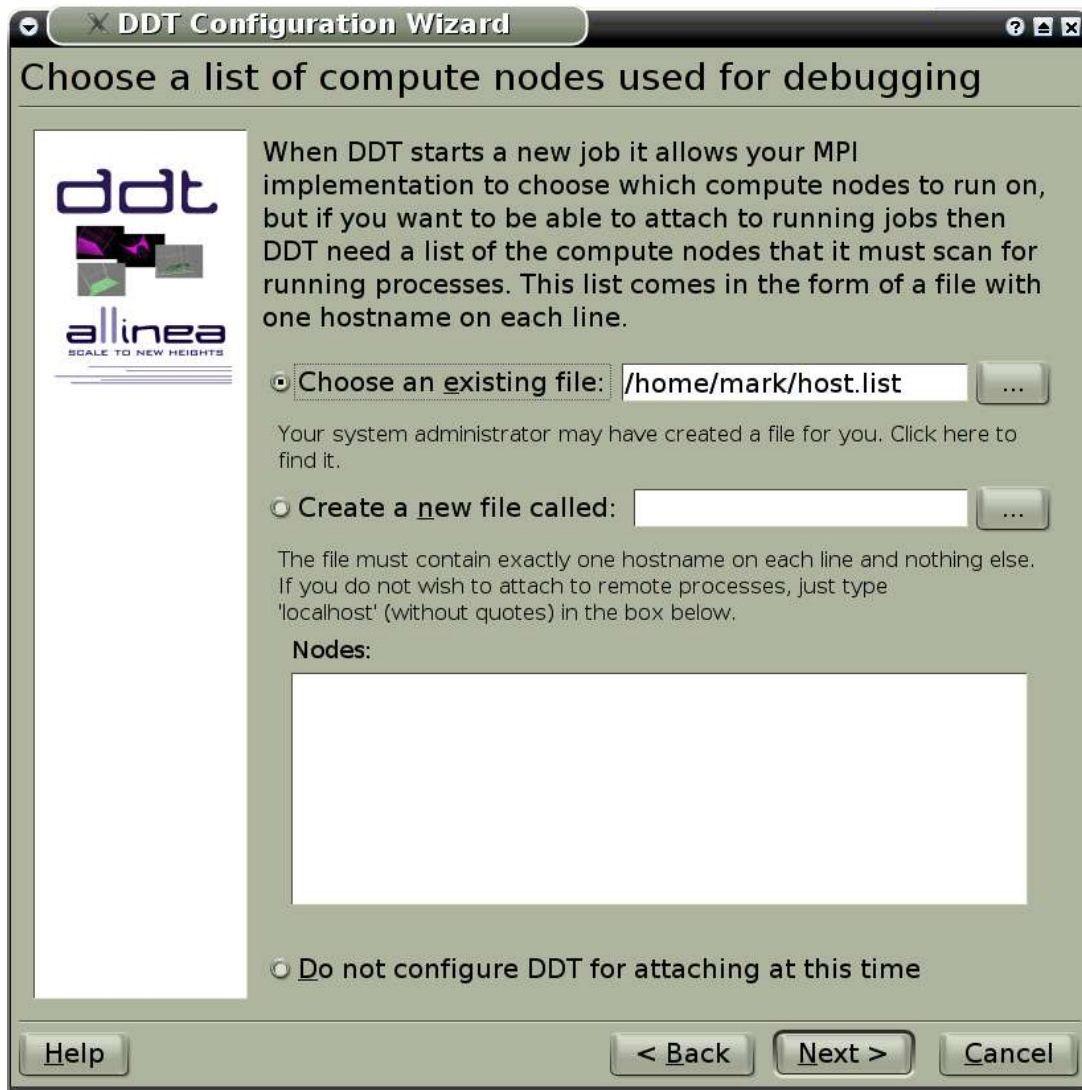 DDT Configuration Wizard
Choose a list of compute nodes used for debugging
ddt
allinea
SCALE TO NEW HEIGHTS
When DDT starts a new job it allows your MPI
implementation to choose which compute nodes to run on,
but if you want to be able to attach to running jobs then
DDT need a list of the compute nodes that it must scan for
running processes. This list comes in the form of a file with
one hostname on each line.
Choose an existing file: /home/mark/host.list ...
Your system administrator may have created a file for you. Click here to
find it.
Create a new file called: ...
The file must contain exactly one hostname on each line and nothing else.
If you do not wish to attach to remote processes, just type
'localhost' (without quotes) in the box below.
Nodes:
Do not configure DDT for attaching at this time
Help < Back Next > Cancel